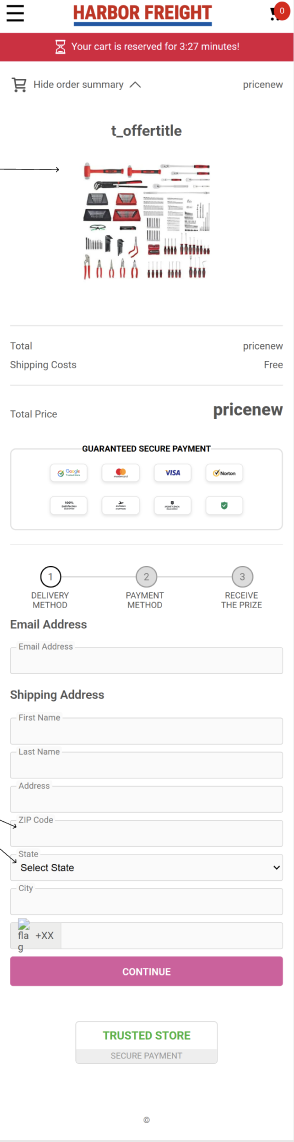 HARBOR FREIGHT
0
Your cart is reserved for 3:27 minutes!
Hide order summary
pricenew
t_offertitle
Total
pricenew
Shipping Costs
Free
Total Price
pricenew
GUARANTEED SECURE PAYMENT
Google
VISA
Norton
100%
1
2
3
DELIVERY
METHOD
PAYMENT
METHOD
RECEIVE
THE PRIZE
Email Address
Email Address
Shipping Address
First Name
Last Name
Address
ZIP Code
State
Select State
City
flag
+XX
CONTINUE
TRUSTED STORE
SECURE PAYMENT
©